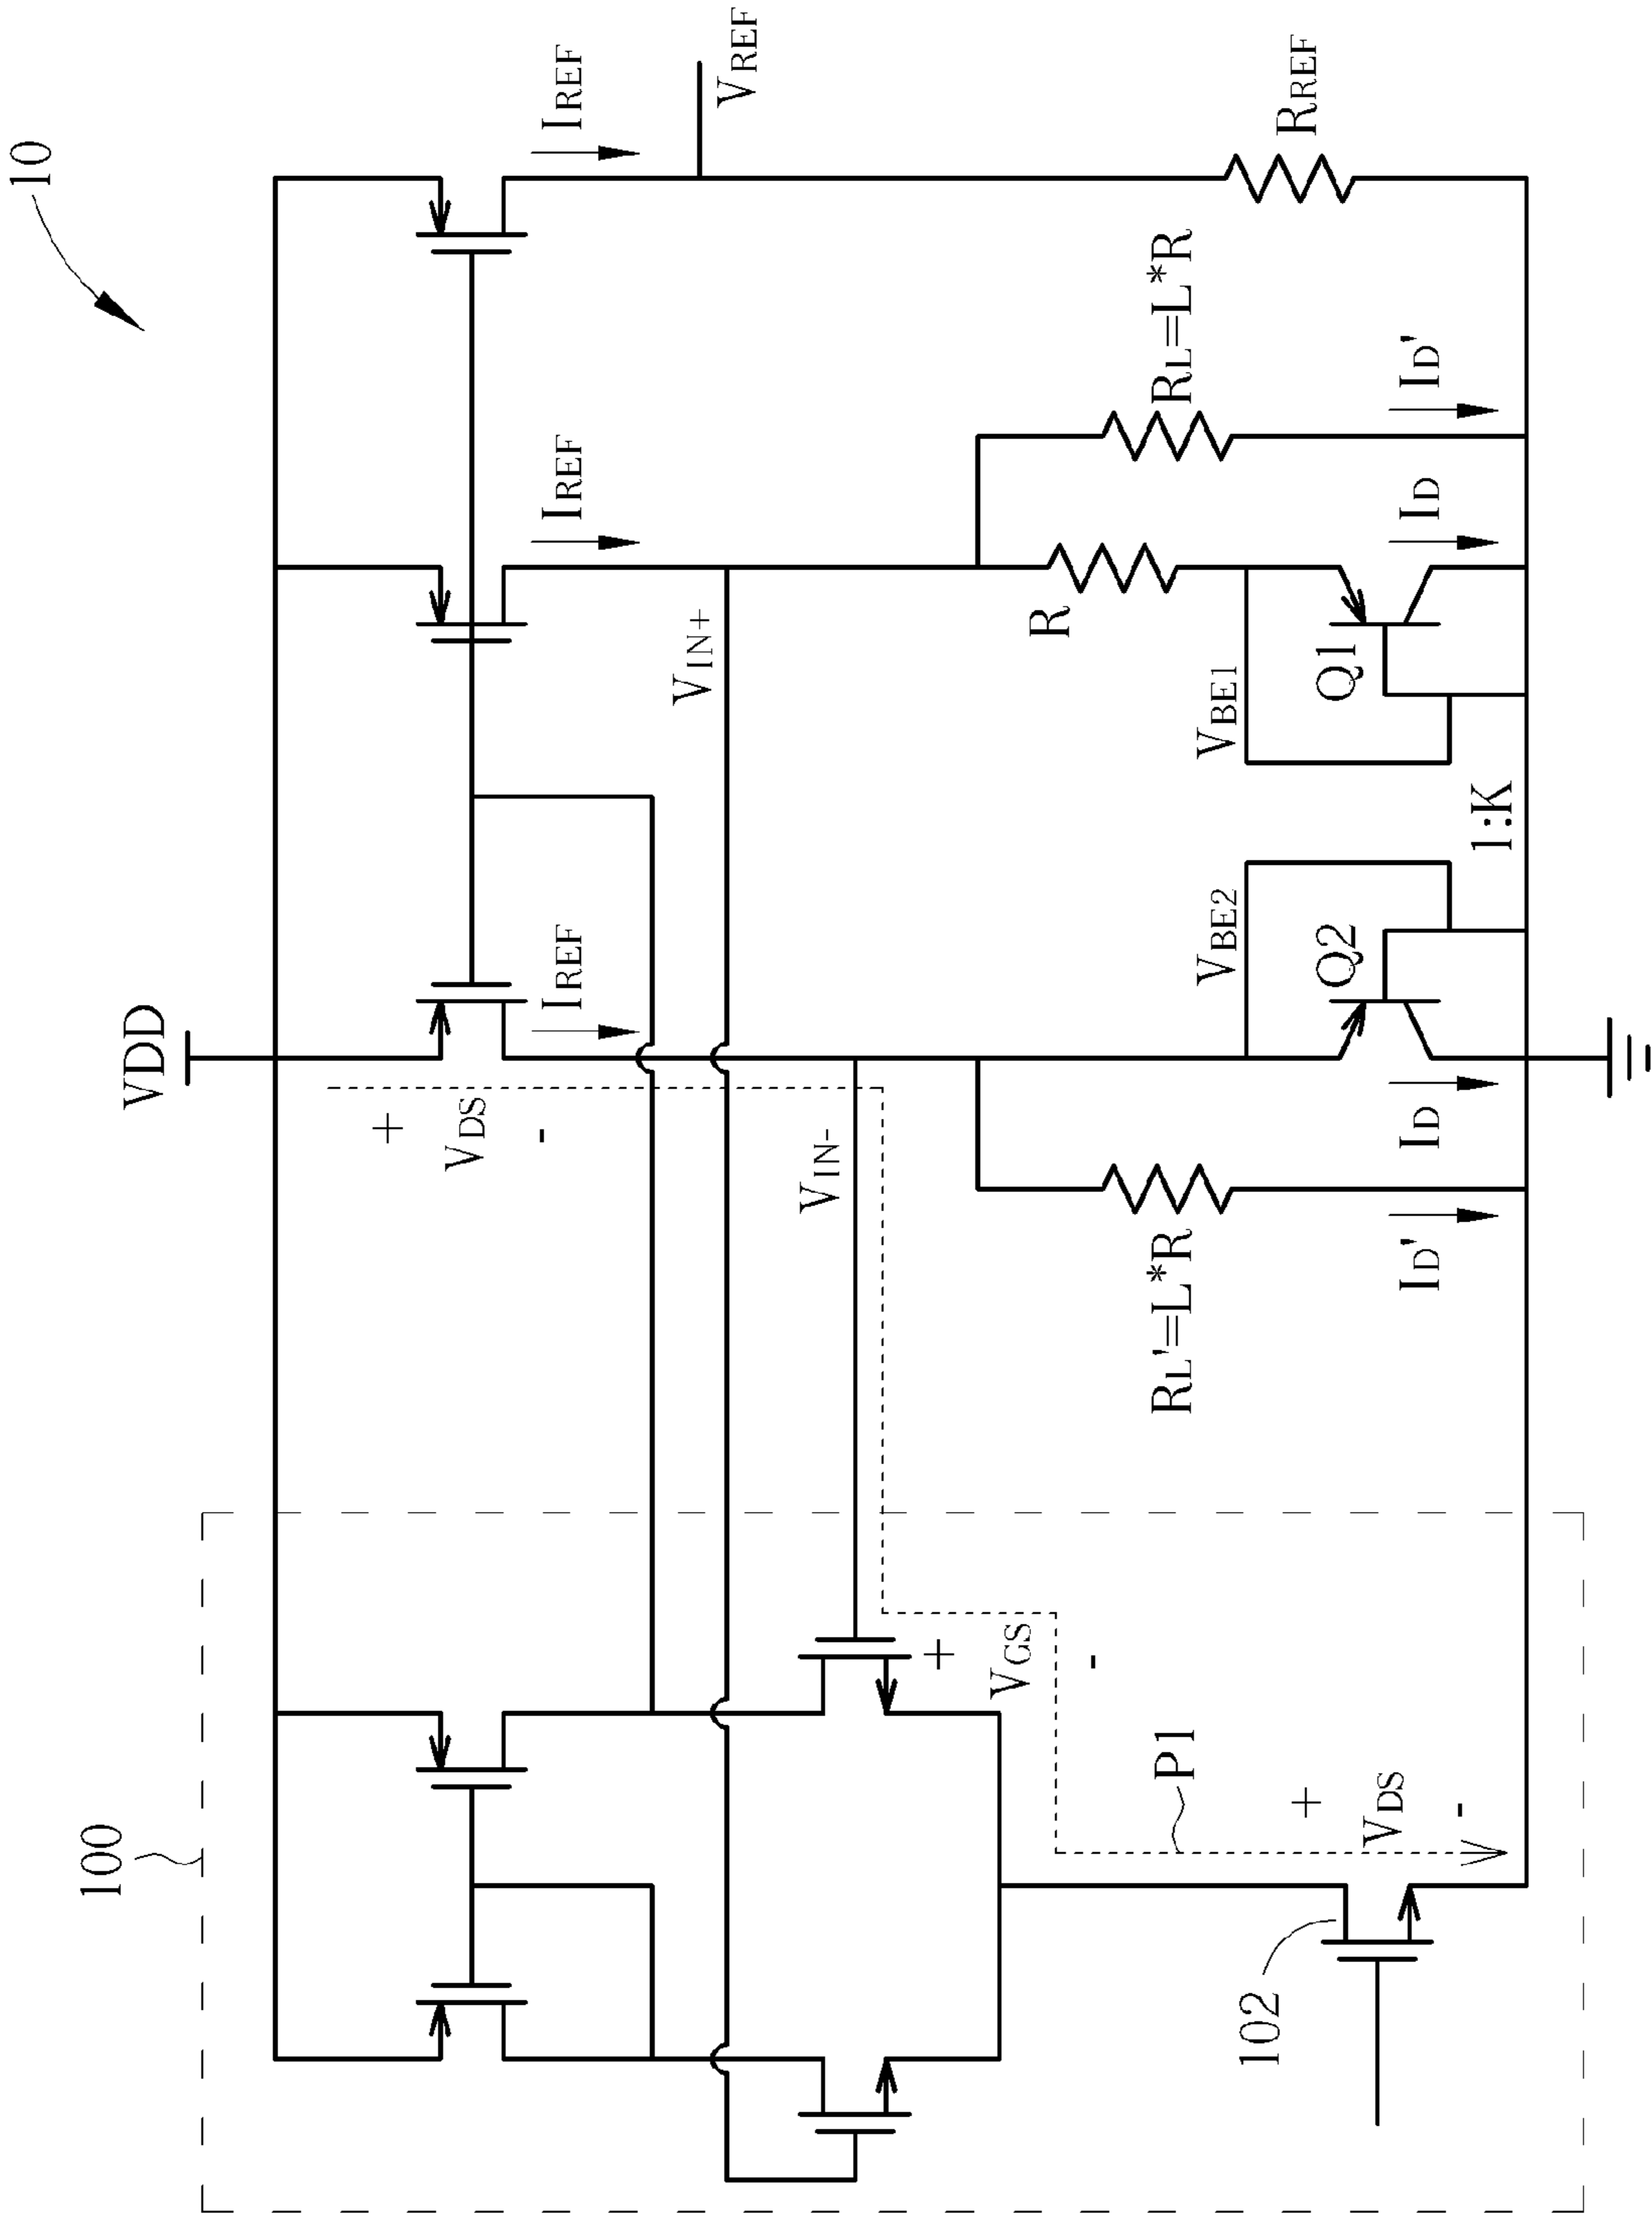 10
VDD
100
IREF
IREF
IREF
+
VDS
-
VREF
VIN+
VIN-
+
VGS
-
R
RL'=L*R
RL=L*R
RREF
P1
VBE2
VBE1
102
+
VDS
-
Q2
Q1
ID'
ID
ID
ID'
1:K